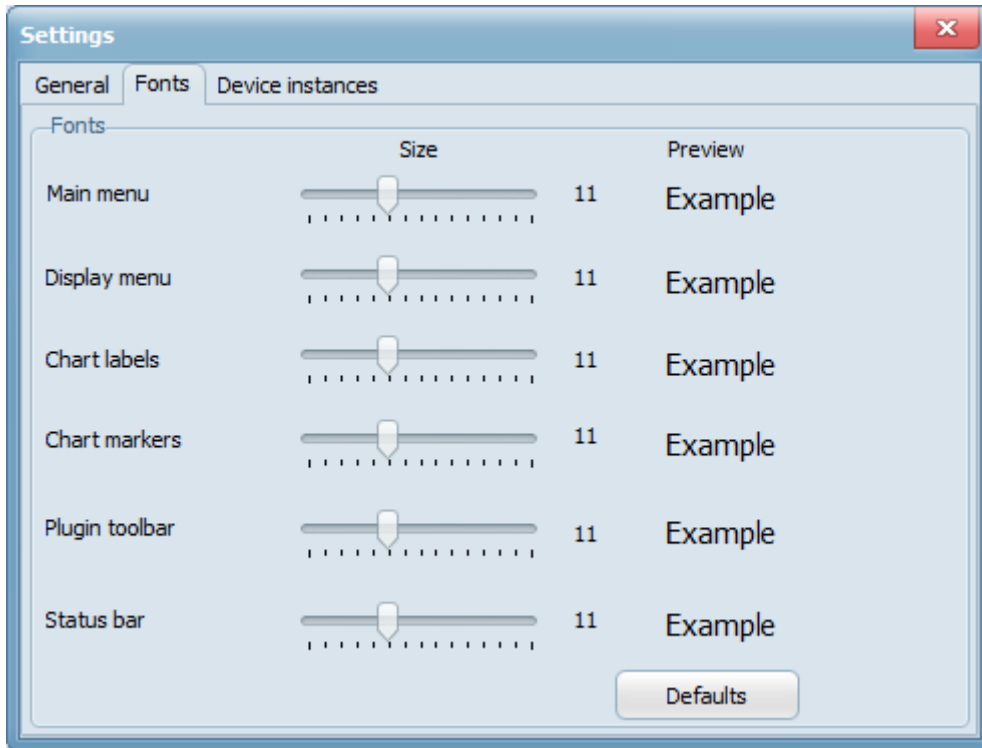 Settings
General Fonts Device instances
Fonts
Size Preview
Main menu 11 Example
Display menu 11 Example
Chart labels 11 Example
Chart markers 11 Example
Plugin toolbar 11 Example
Status bar 11 Example
Defaults